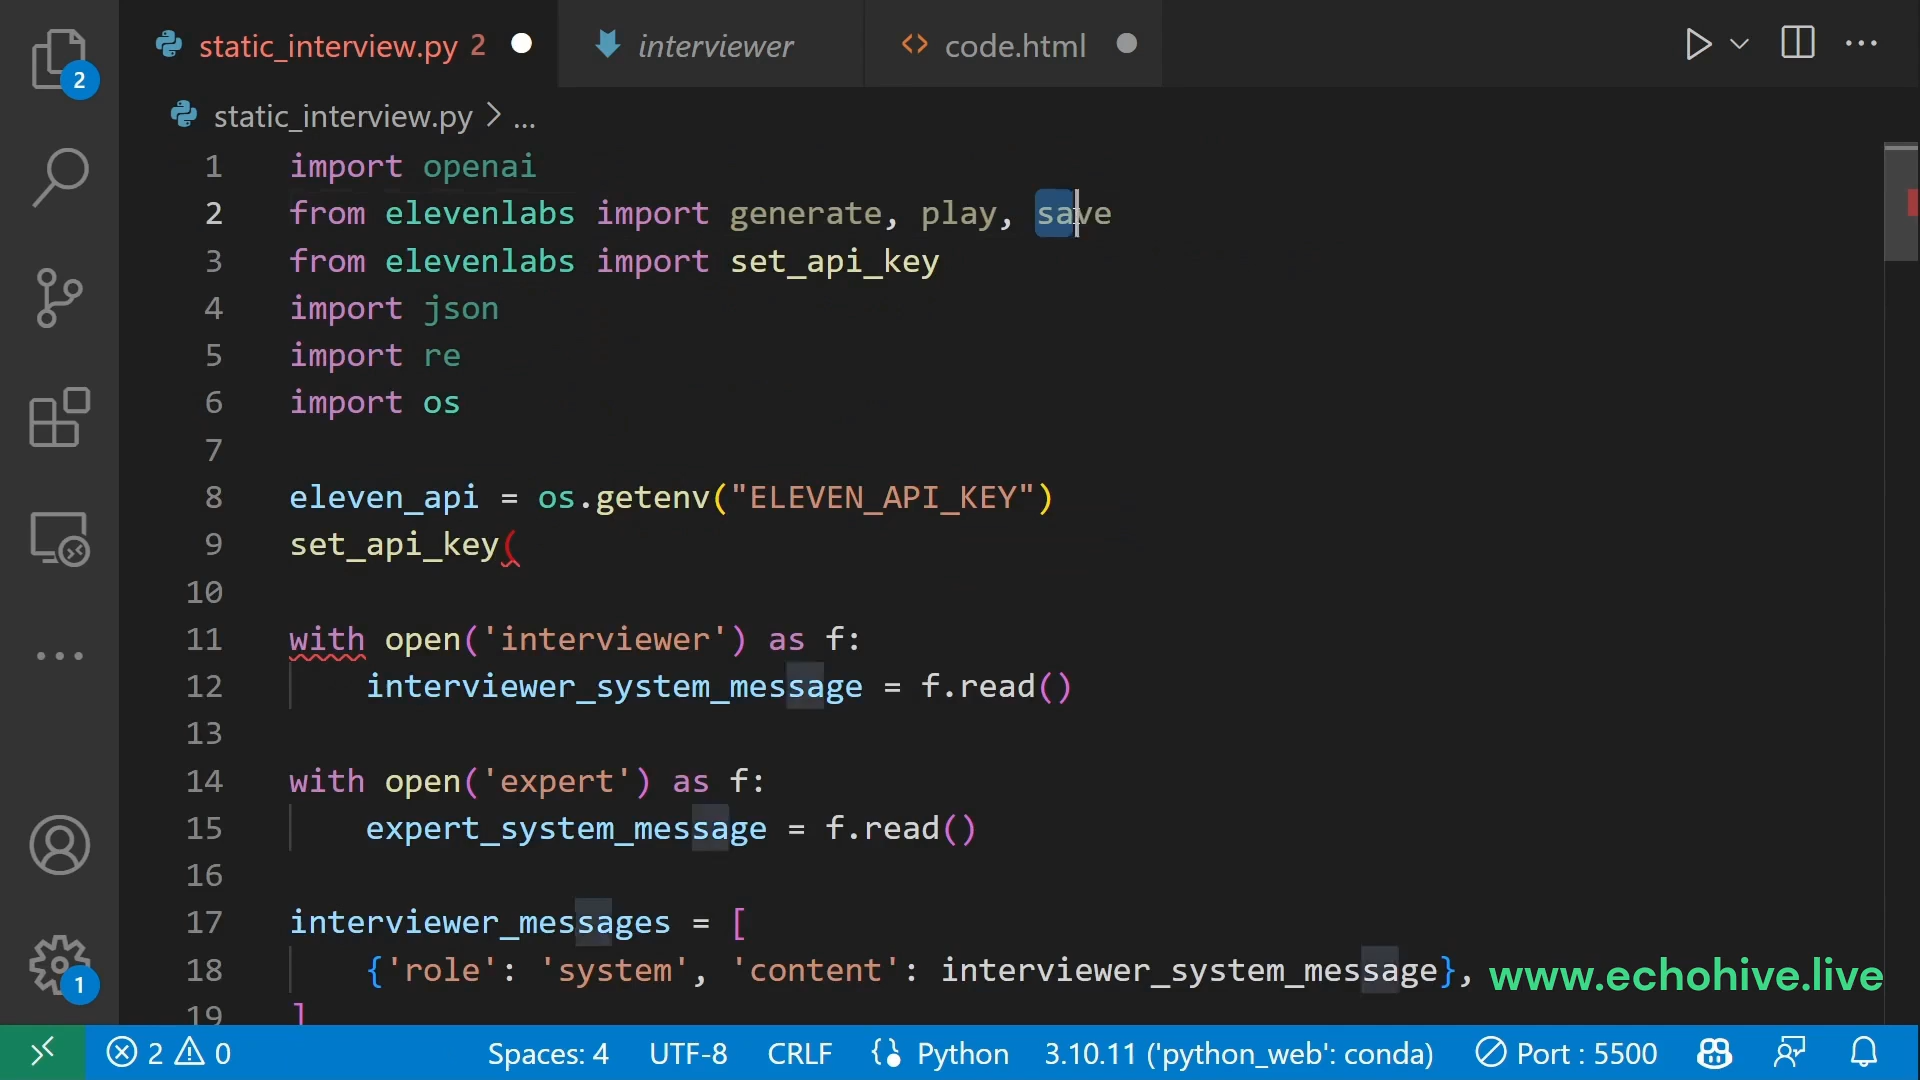 static_interview.py 2
interviewer
code.html
static_interview.py > ...
1 import openai
2 from elevenlabs import generate, play, save
3 from elevenlabs import set_api_key
4 import json
5 import re
6 import os
7
8 eleven_api = os.getenv("ELEVEN_API_KEY")
9 set_api_key(
10
11 with open('interviewer') as f:
12 interviewer_system_message = f.read()
13
14 with open('expert') as f:
15 expert_system_message = f.read()
16
17 interviewer_messages = [
18 {'role': 'system', 'content': interviewer_system_message},
19 ]
2
1
www.echohive.live
2 0 Spaces: 4 UTF-8 CRLF Python 3.10.11 ('python_web': conda) Port : 5500